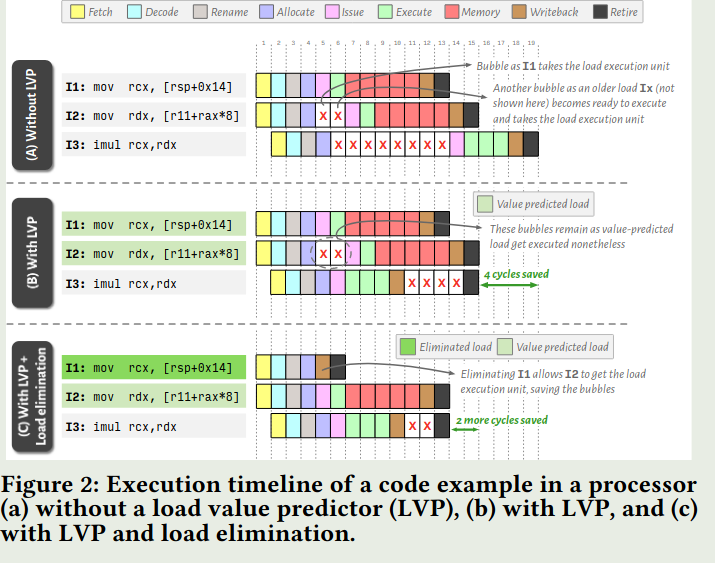 Fetch Decode Rename Allocate Issue Execute Memory Writeback Retire
1 2 3 4 5 6 7 8 9 10 11 12 13 14 15 16 17 18 19
(A) Without LVP
I1: mov rcx, [rsp+0x14]
I2: mov rdx, [r11+rax*8]
X X
I3: imul rcx,rdx
X X X X X X X X
Bubble as I1 takes the load execution unit
Another bubble as an older load Ix (not
shown here) becomes ready to execute
and takes the load execution unit
(B) With LVP
Value predicted load
I1: mov rcx, [rsp+0x14]
I2: mov rdx, [r11+rax*8]
X X
I3: imul rcx,rdx
X X X X
These bubbles remain as value-predicted
load get executed nonetheless
4 cycles saved
(C) With LVP +
Load elimination
Eliminated load Value predicted load
I1: mov rcx, [rsp+0x14]
I2: mov rdx, [r11+rax*8]
I3: imul rcx,rdx
X X
Eliminating I1 allows I2 to get the load
execution unit, saving the bubbles
2 more cycles saved
Figure 2: Execution timeline of a code example in a processor
(a) without a load value predictor (LVP), (b) with LVP, and (c)
with LVP and load elimination.